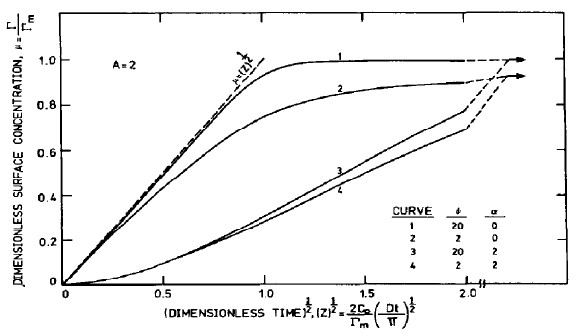 DIMENSIONLESS SURFACE CONCENTRATION, μ = Γ/Γm
1.0
0.8
0.6
0.4
0.2
0
A = 2
μ=(Z)^1/2
1
2
3
4
CURVE ϕ α
1 20 0
2 2 0
3 20 2
4 2 2
0 0.5 1.0 1.5 2.0
(DIMENSIONLESS TIME)^1/2, (Z)^1/2 = 2C₀/Γm (Dt/π)^1/2